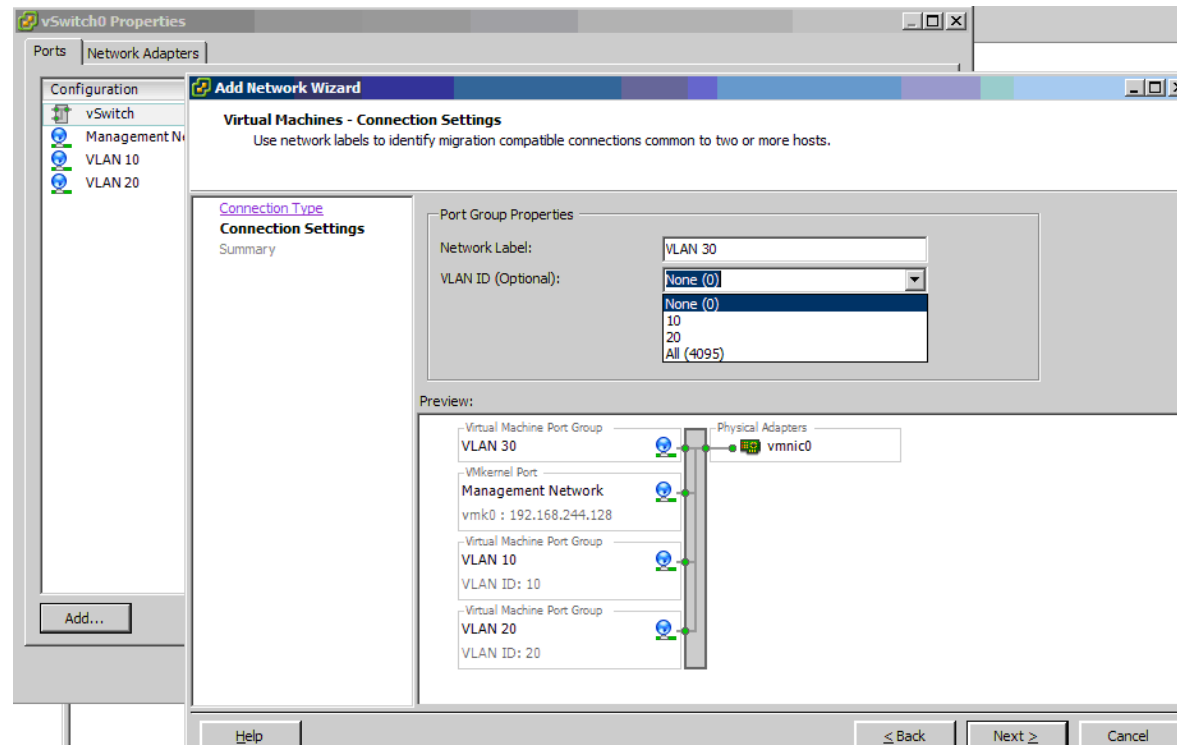 vSwitch0 Properties
Ports Network Adapters
Configuration
vSwitch
Management Ne
VLAN 10
VLAN 20
Add...
Add Network Wizard
Virtual Machines - Connection Settings
Use network labels to identify migration compatible connections common to two or more hosts.
Connection Type
Connection Settings
Summary
Port Group Properties
Network Label: VLAN 30
VLAN ID (Optional): None (0)
None (0)
10
20
All (4095)
Preview:
Virtual Machine Port Group
VLAN 30
Physical Adapters
vmnic0
VMkernel Port
Management Network
vmk0 : 192.168.244.128
Virtual Machine Port Group
VLAN 10
VLAN ID: 10
Virtual Machine Port Group
VLAN 20
VLAN ID: 20
Help < Back Next > Cancel